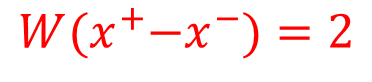 W(x⁺−x⁻) = 2